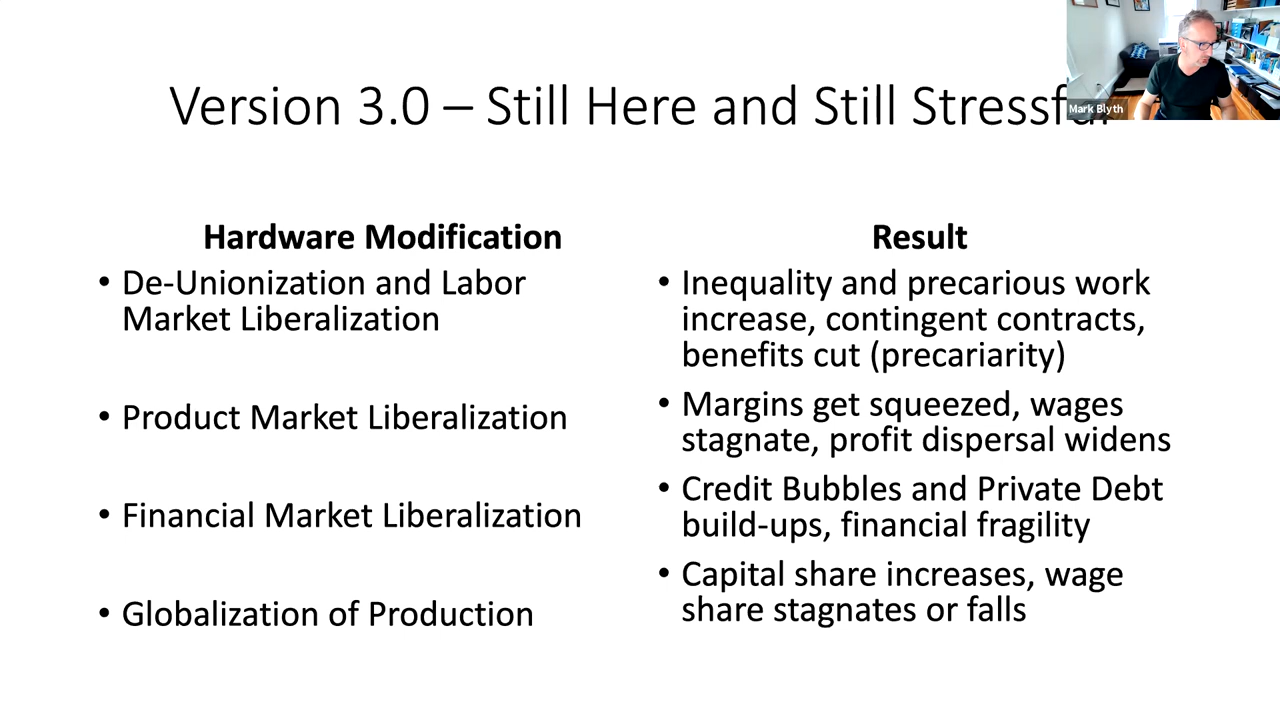 Version 3.0 – Still Here and Still Stressful
Mark Blyth
Hardware Modification
• De-Unionization and Labor
Market Liberalization
• Product Market Liberalization
• Financial Market Liberalization
• Globalization of Production
Result
• Inequality and precarious work
increase, contingent contracts,
benefits cut (precariarity)
• Margins get squeezed, wages
stagnate, profit dispersal widens
• Credit Bubbles and Private Debt
build-ups, financial fragility
• Capital share increases, wage
share stagnates or falls